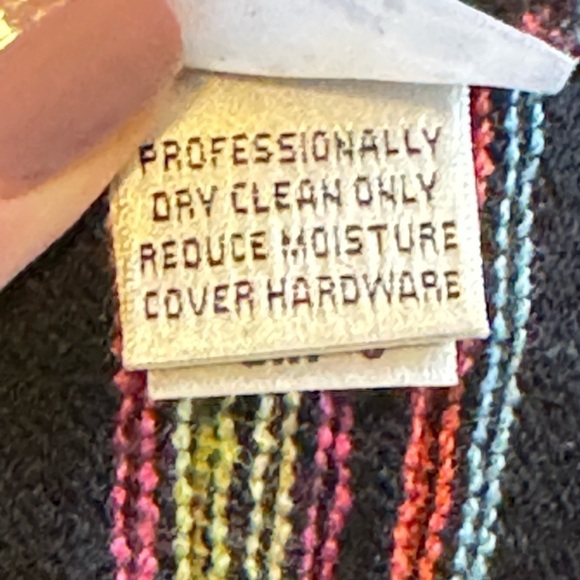 PROFESSIONALLY
DRY CLEAN ONLY
REDUCE MOISTURE
COVER HARDWARE